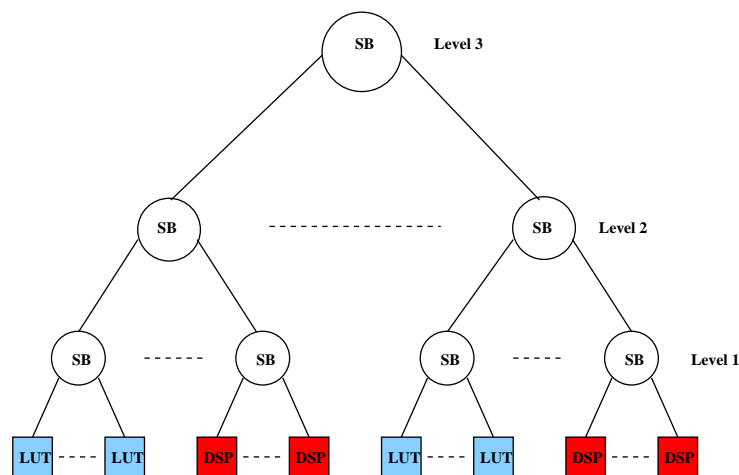 SB Level 3
SB SB Level 2
SB SB SB SB Level 1
LUT LUT DSP DSP LUT LUT DSP DSP